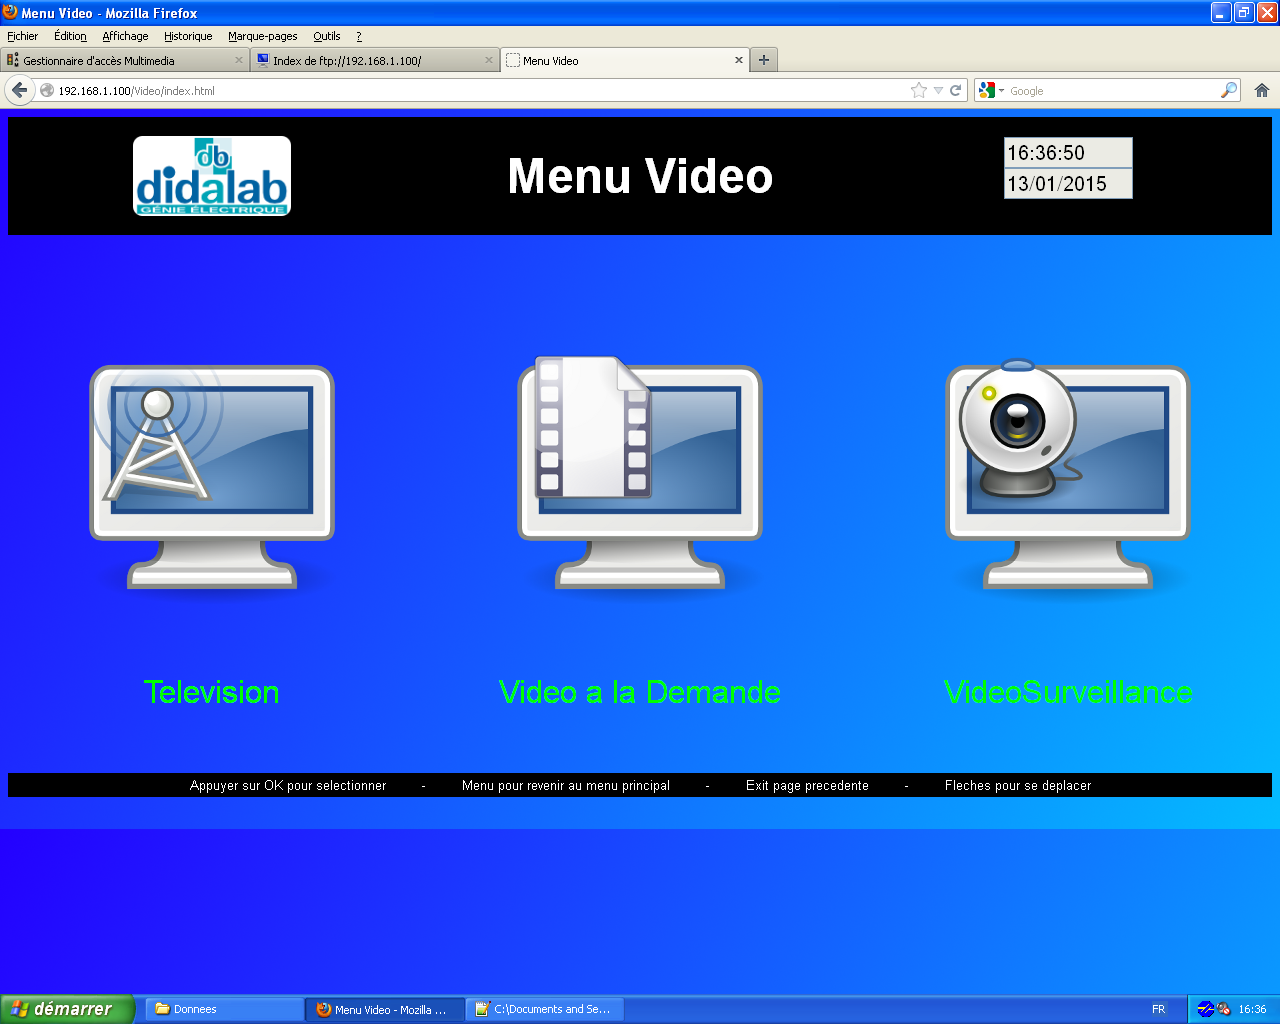 Menu Video - Mozilla Firefox
Fichier Édition Affichage Historique Marque-pages Outils ?
Gestionnaire d'accès Multimedia Index de ftp://192.168.1.100/ Menu Video
192.168.1.100/Video/index.html Google
db
didalab
GÉNIE ÉLECTRIQUE
Menu Video
16:36:50
13/01/2015
Television Video a la Demande VideoSurveillance
Appuyer sur OK pour selectionner - Menu pour revenir au menu principal - Exit page precedente - Fleches pour se deplacer
démarrer Donnees Menu Video - Mozilla ... C:\Documents and Se... FR 16:36